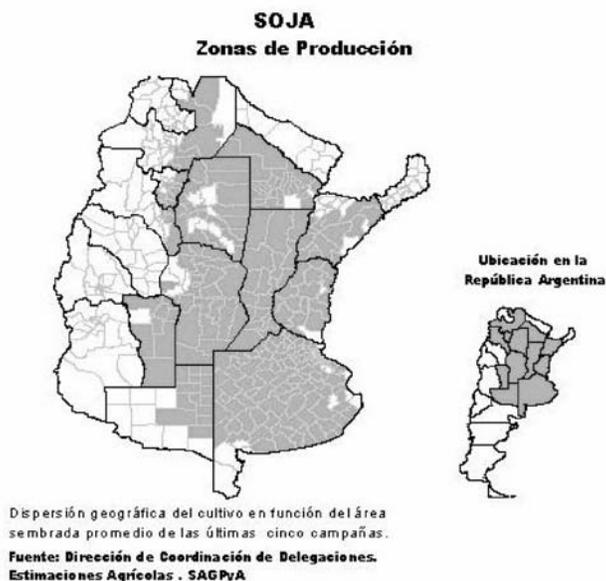 SOJA
Zonas de Producción
Ubicación en la
República Argentina
Dispersión geográfica del cultivo en función del área
sembrada promedio de las últimas cinco campañas.
Fuente: Dirección de Coordinación de Delegaciones.
Estimaciones Agrícolas . SAGPyA